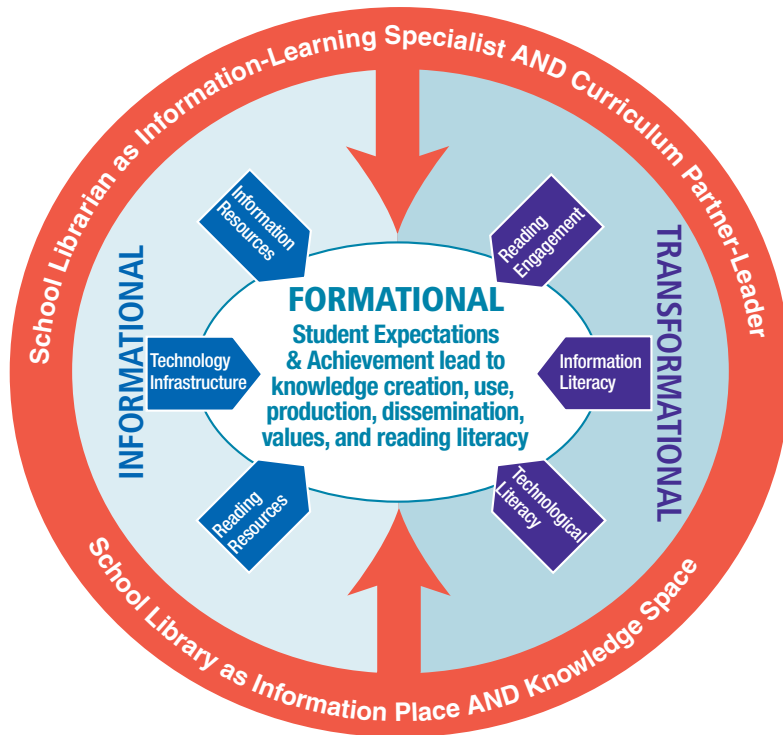 School Librarian as Information-Learning Specialist AND Curriculum Partner-Leader
INFORMATIONAL
Information
Resources
Technology
Infrastructure
Reading
Resources
FORMATIONAL
Student Expectations
& Achievement lead to
knowledge creation, use,
production, dissemination,
values, and reading literacy
Reading
Engagement
Information
Literacy
Technological
Literacy
TRANSFORMATIONAL
School Library as Information Place AND Knowledge Space